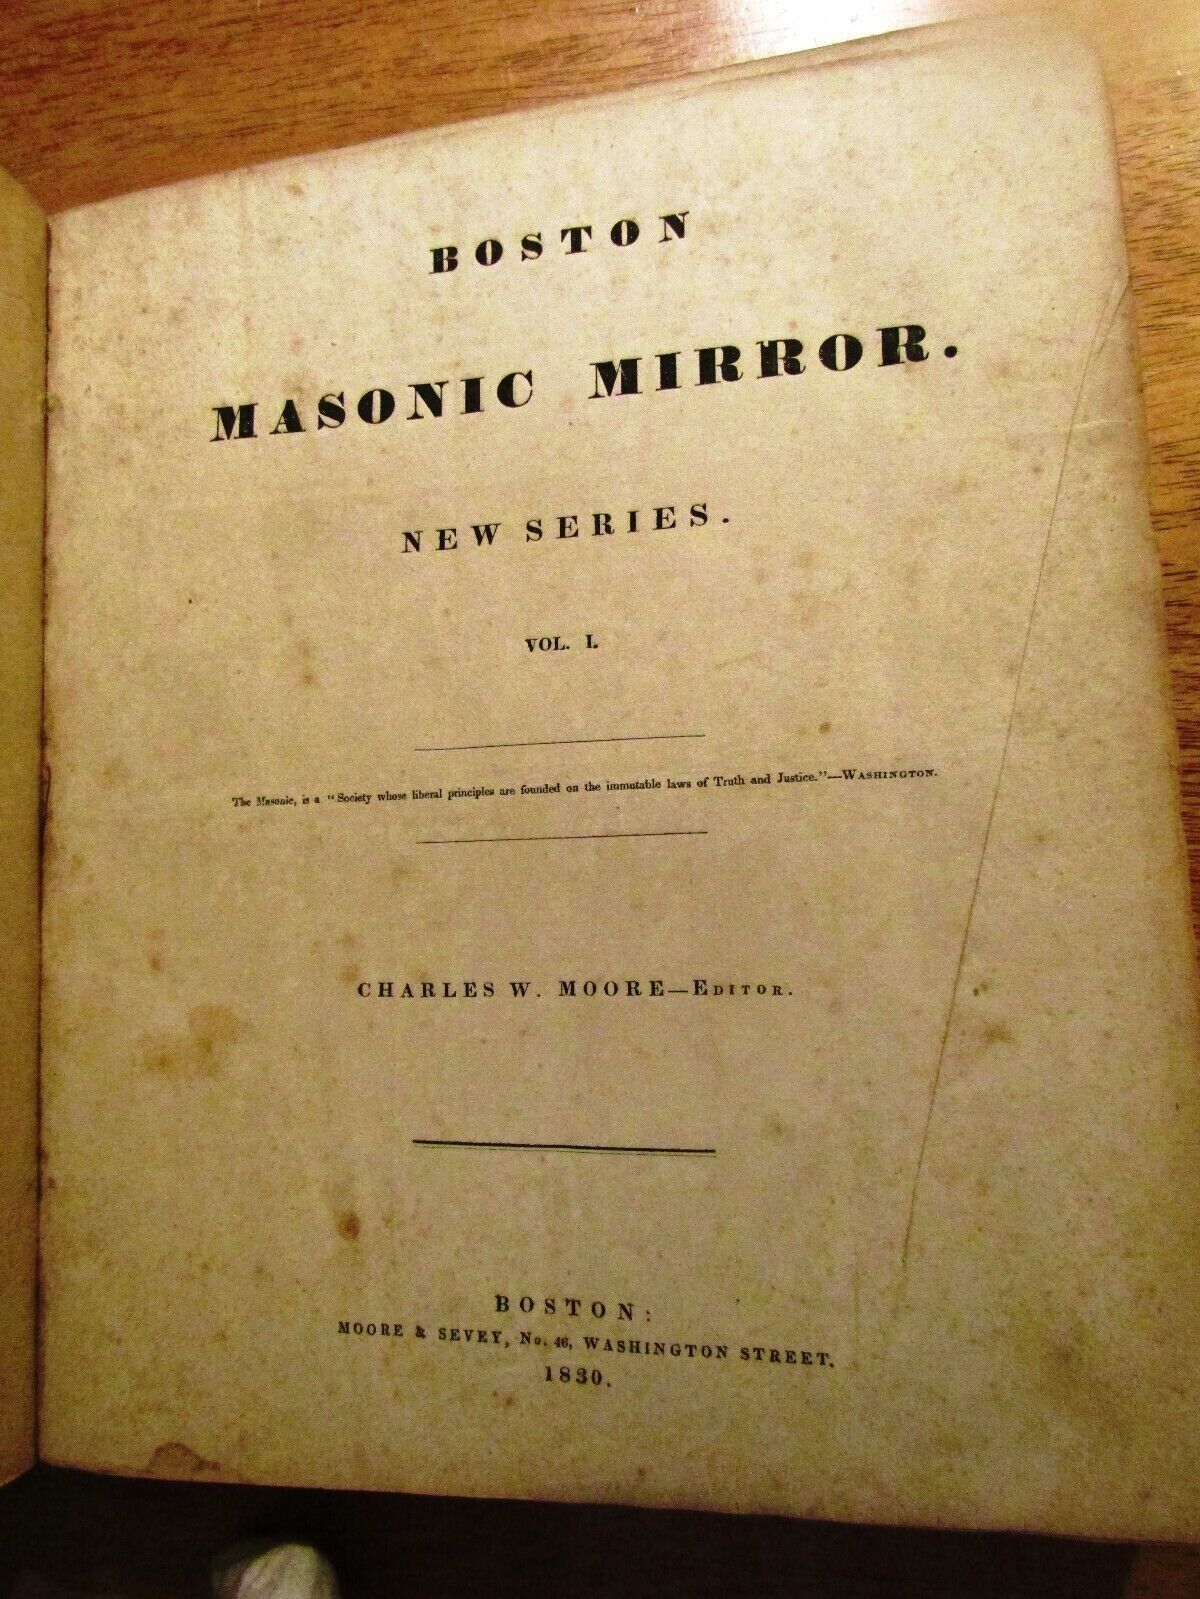 BOSTON
MASONIC MIRROR.
NEW SERIES.
VOL. I.
The Masonic, is a "Society whose liberal principles are founded on the immutable laws of Truth and Justice."—WASHINGTON.
CHARLES W. MOORE—EDITOR.
BOSTON:
MOORE & SEVEY, No. 46, WASHINGTON STREET.
1830.